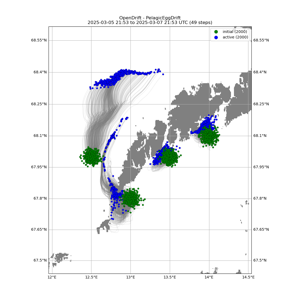 OpenDrift - PelagicEggDrift
2025-03-05 21:53 to 2025-03-07 21:53 UTC (49 steps)
initial (2000)
active (2000)
68.55°N 68.55°N
68.4°N 68.4°N
68.25°N 68.25°N
68.1°N 68.1°N
67.95°N 67.95°N
67.8°N 67.8°N
67.65°N 67.65°N
67.5°N 67.5°N
12°E 12.5°E 13°E 13.5°E 14°E 14.5°E